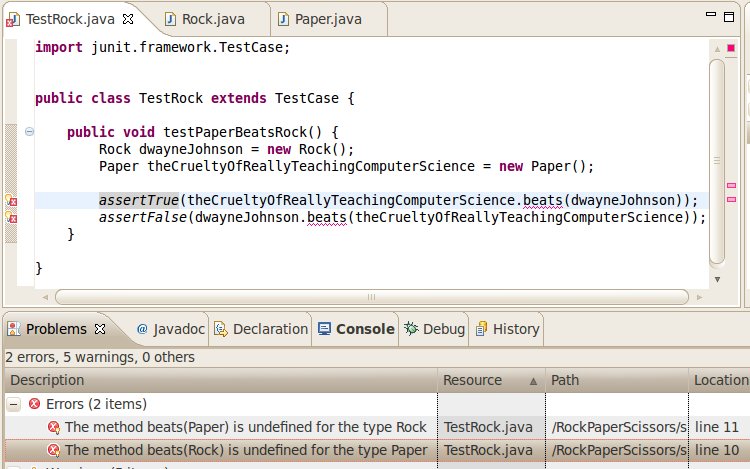 TestRock.java Rock.java Paper.java
import junit.framework.TestCase;
public class TestRock extends TestCase {
public void testPaperBeatsRock() {
Rock dwayneJohnson = new Rock();
Paper theCrueltyOfReallyTeachingComputerScience = new Paper();
assertTrue(theCrueltyOfReallyTeachingComputerScience.beats(dwayneJohnson));
assertFalse(dwayneJohnson.beats(theCrueltyOfReallyTeachingComputerScience));
}
}
Problems @ Javadoc Declaration Console Debug History
2 errors, 5 warnings, 0 others
Description Resource Path Location
Errors (2 items)
The method beats(Paper) is undefined for the type Rock TestRock.java /RockPaperScissors/s line 11
The method beats(Rock) is undefined for the type Paper TestRock.java /RockPaperScissors/s line 10